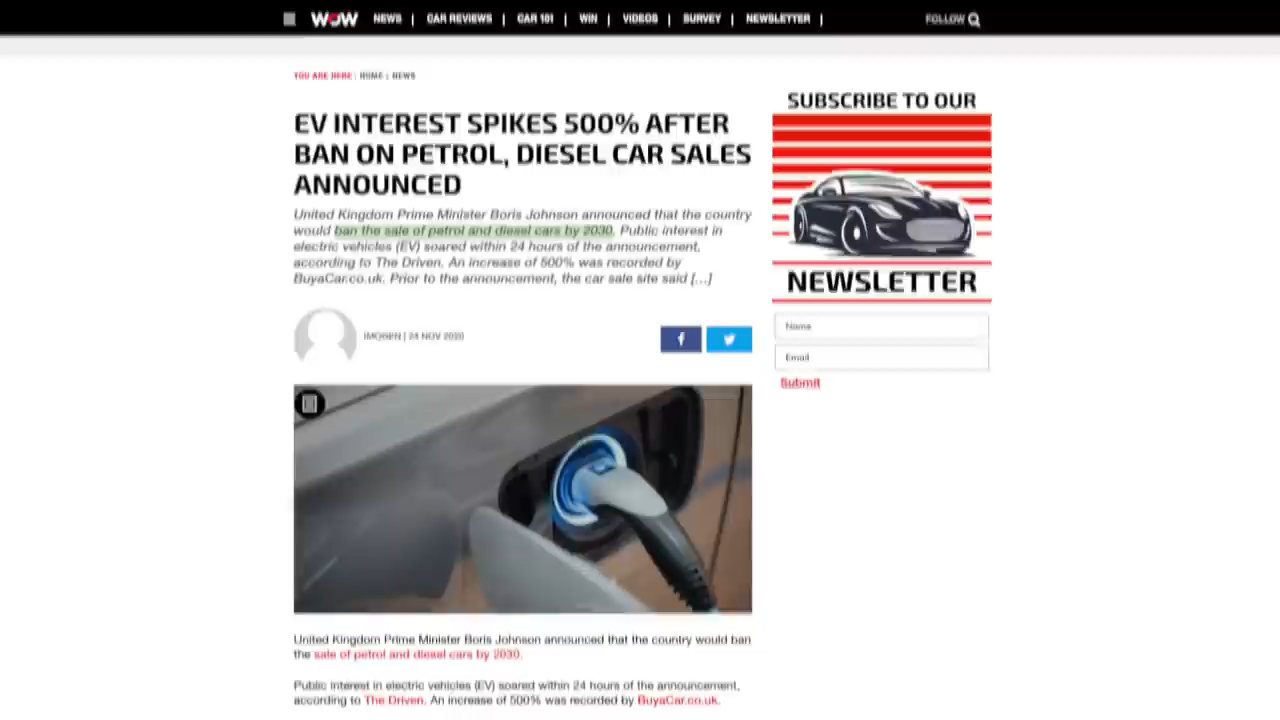 WOW NEWS | CAR REVIEWS | CAR 101 | WIN | VIDEOS | SURVEY | NEWSLETTER | FOLLOW
YOU ARE HERE: HOME | NEWS
EV INTEREST SPIKES 500% AFTER
BAN ON PETROL, DIESEL CAR SALES
ANNOUNCED
United Kingdom Prime Minister Boris Johnson announced that the country
would ban the sale of petrol and diesel cars by 2030. Public interest in
electric vehicles (EV) soared within 24 hours of the announcement,
according to The Driven. An increase of 500% was recorded by
BuyaCar.co.uk. Prior to the announcement, the car sale site said [...]
IMOGEN | 24 NOV 2020
United Kingdom Prime Minister Boris Johnson announced that the country would ban
the sale of petrol and diesel cars by 2030.
Public interest in electric vehicles (EV) soared within 24 hours of the announcement,
according to The Driven. An increase of 500% was recorded by BuyaCar.co.uk.
SUBSCRIBE TO OUR
NEWSLETTER
Name
Email
Submit